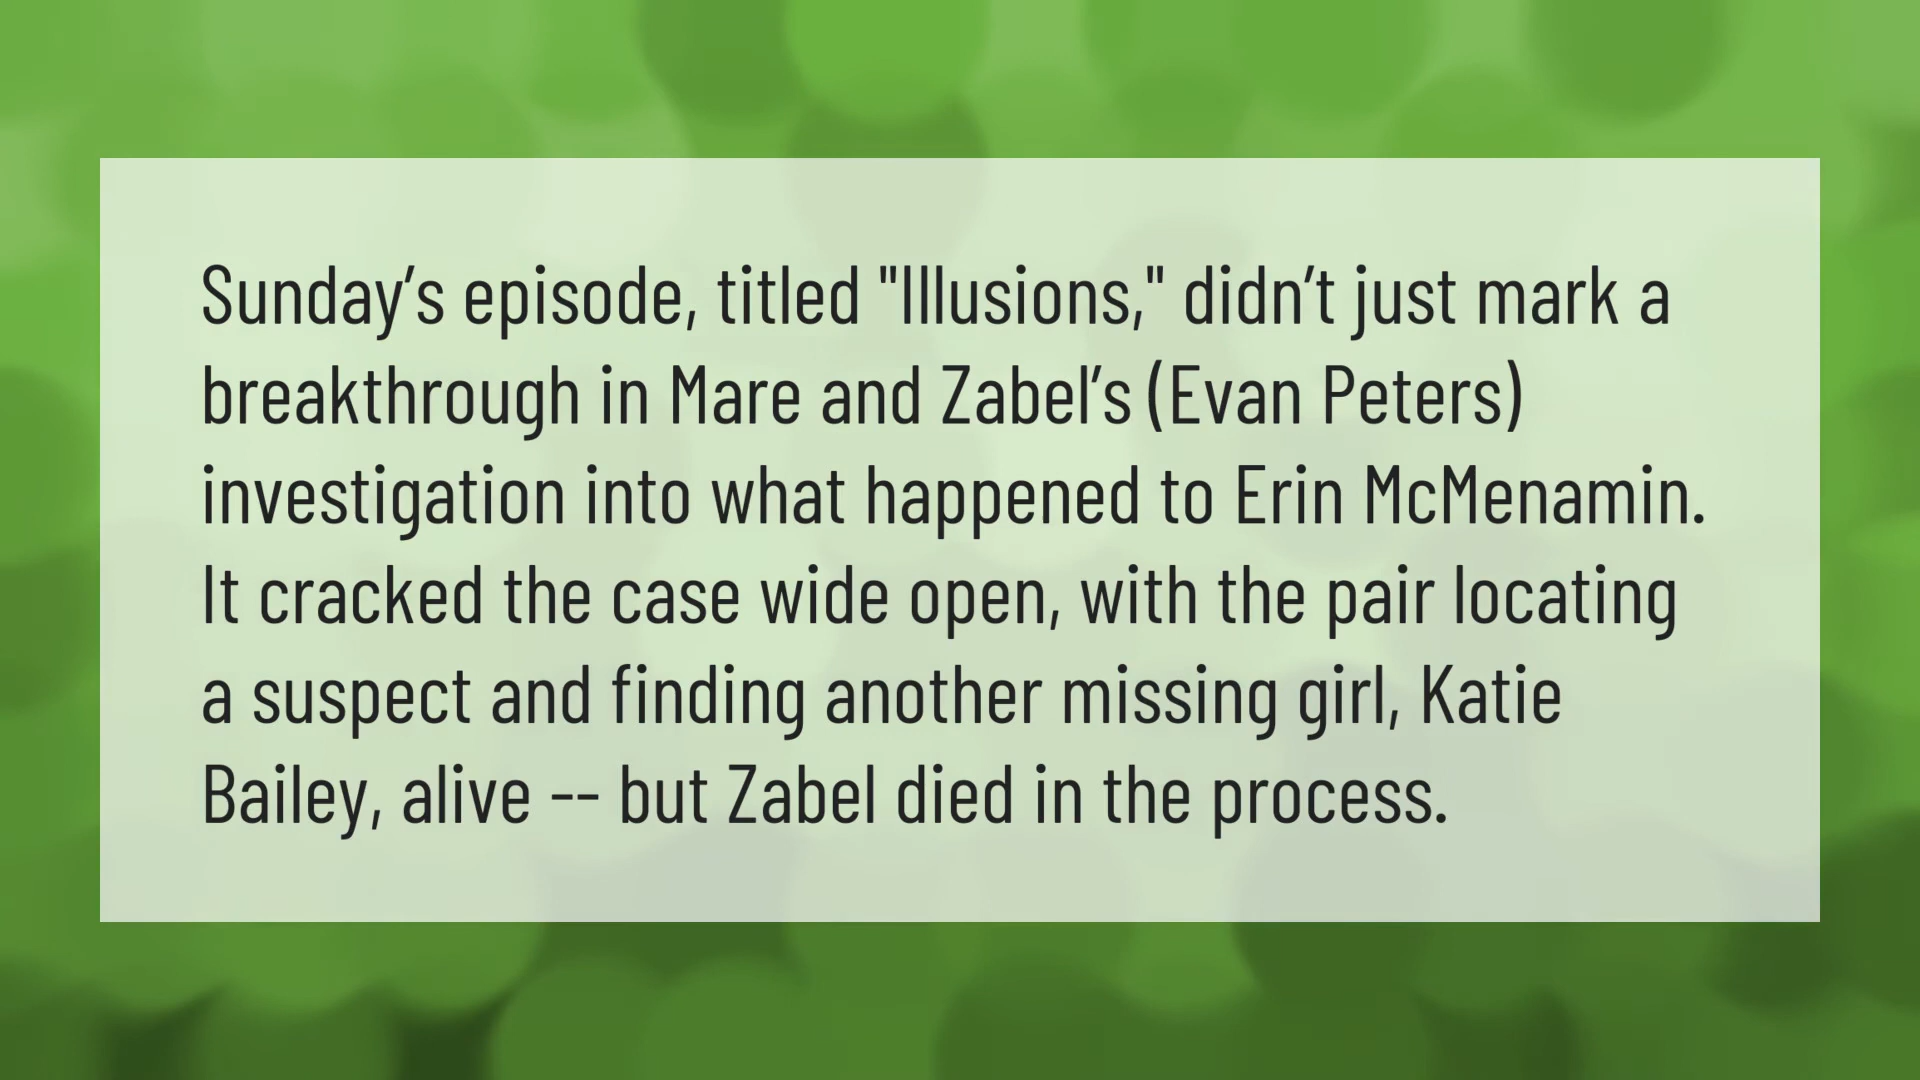 Sunday’s episode, titled "Illusions," didn’t just mark a
breakthrough in Mare and Zabel’s (Evan Peters)
investigation into what happened to Erin McMenamin.
It cracked the case wide open, with the pair locating
a suspect and finding another missing girl, Katie
Bailey, alive -- but Zabel died in the process.